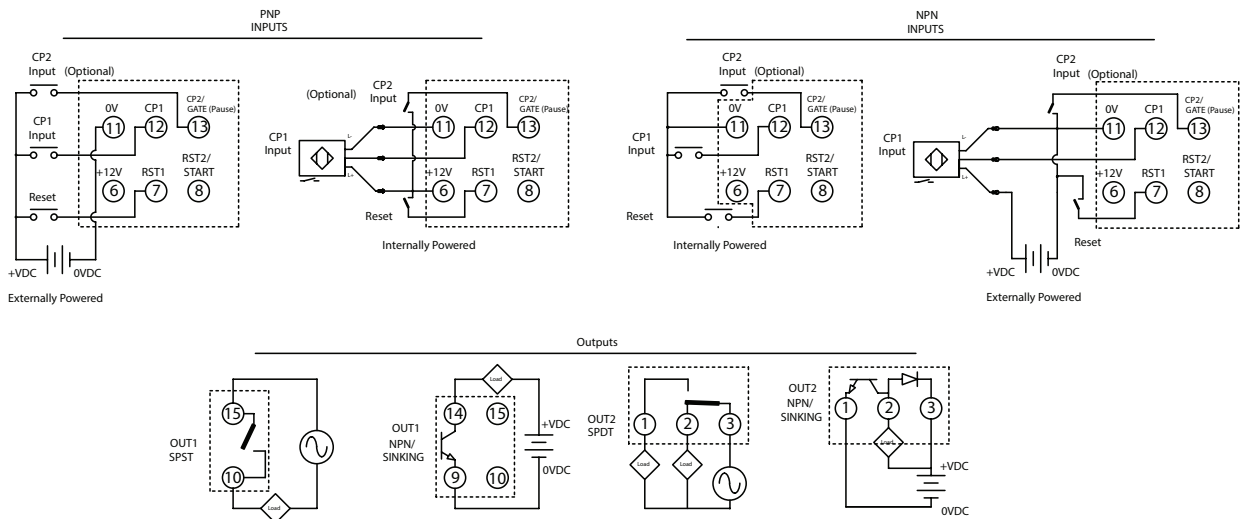 PNP
INPUTS
CP2
Input (Optional)
0V CP1 CP2/
GATE (Pause)
11 12 13
CP1
Input
+12V RST1 RST2/
START
6 7 8
Reset
+VDC 0VDC
Externally Powered
(Optional)
CP2
Input
0V CP1 CP2/
GATE (Pause)
11 12 13
CP1
Input
L-
L+
+12V RST1 RST2/
START
6 7 8
Reset
Internally Powered
NPN
INPUTS
CP2
Input (Optional)
0V CP1 CP2/
GATE (Pause)
11 12 13
CP1
Input
+12V RST1 RST2/
START
6 7 8
Reset
Internally Powered
CP2
Input (Optional)
0V CP1 CP2/
GATE (Pause)
11 12 13
CP1
Input
L-
L+
+12V RST1 RST2/
START
6 7 8
Reset
+VDC 0VDC
Externally Powered
Outputs
15
OUT1
SPST
10
Load
Load
14 15
OUT1
NPN/
SINKING
9 10
+VDC
0VDC
OUT2
SPDT
1 2 3
Load Load
OUT2
NPN/
SINKING
1 2 3
Load
+VDC
0VDC